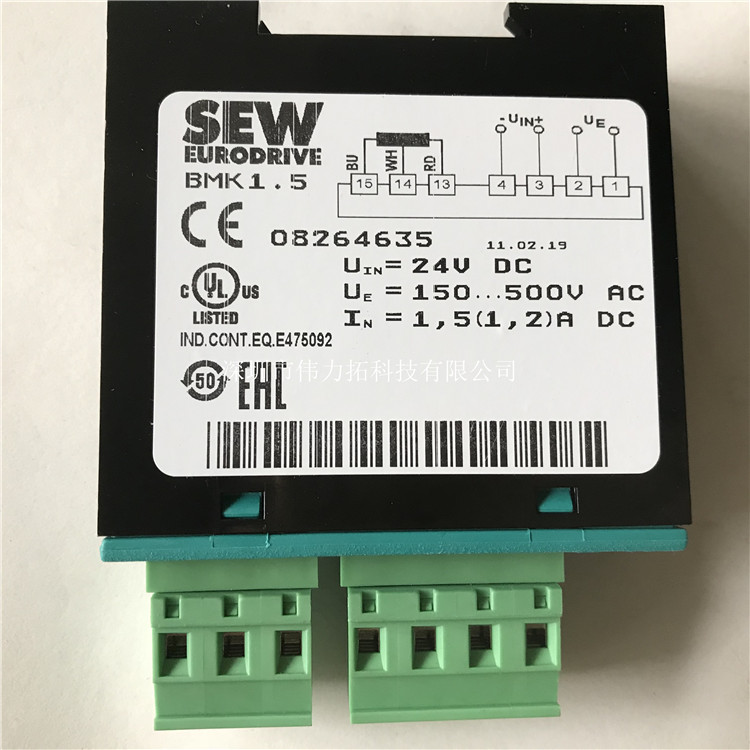 SEW
EURODRIVE
BMK1.5
-UIN+ UE
BU WH RD
15 14 13 4 3 2 1
CE 08264635 11.02.19
UIN= 24V DC
UE = 150...500V AC
IN = 1,5(1,2)A DC
C UL US
LISTED
IND.CONT.EQ.E475092
深圳市伟力拓科技有限公司
50 EAC